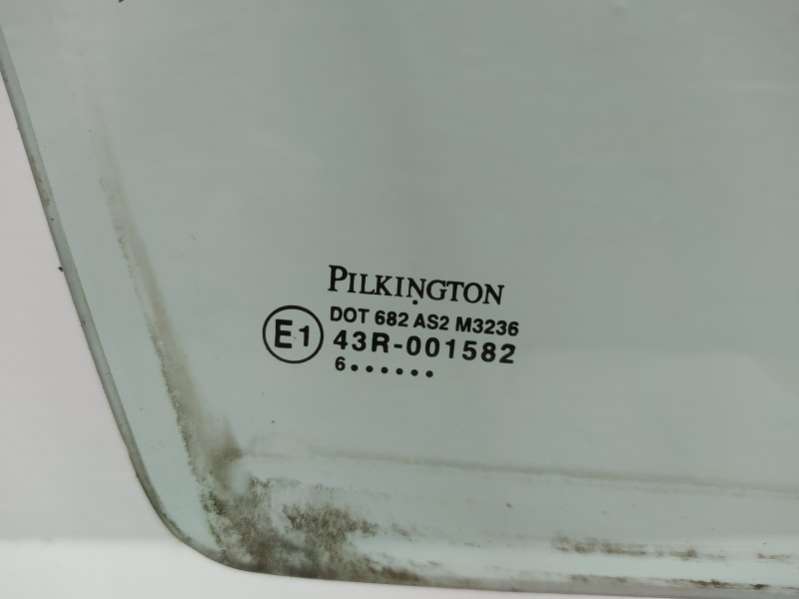 PILKINGTON
DOT 682 AS2 M3236
E1 43R-001582
6••••••